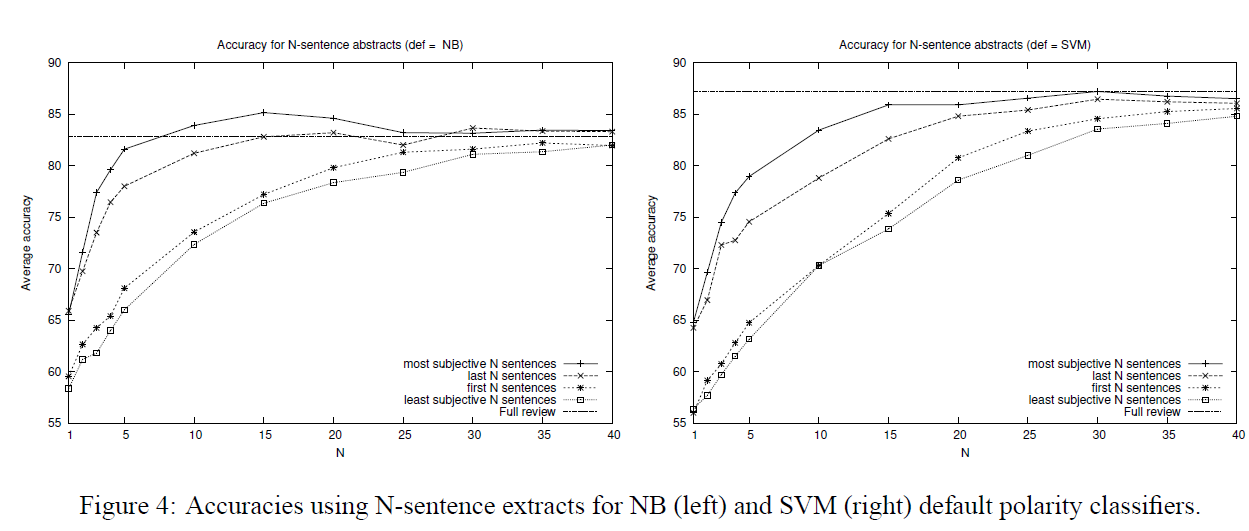 Accuracy for N-sentence abstracts (def = NB)
90
85
80
75
70
65
60
55
Average accuracy
most subjective N sentences
last N sentences
first N sentences
least subjective N sentences
Full review
1 5 10 15 20 25 30 35 40
N
Accuracy for N-sentence abstracts (def = SVM)
90
85
80
75
70
65
60
55
Average accuracy
most subjective N sentences
last N sentences
first N sentences
least subjective N sentences
Full review
1 5 10 15 20 25 30 35 40
N
Figure 4: Accuracies using N-sentence extracts for NB (left) and SVM (right) default polarity classifiers.